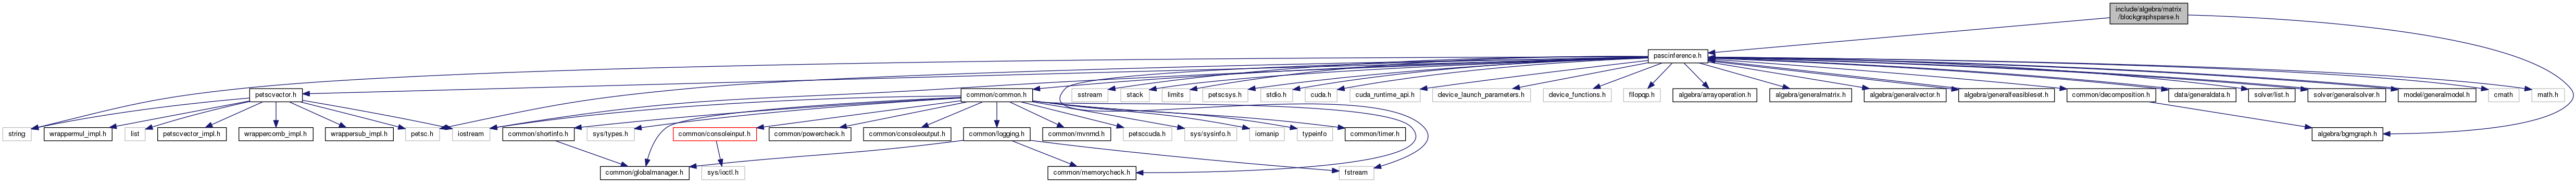 include/algebra/matrix
/blockgraphsparse.h
pascinference.h
petscvector.h
common/common.h
sstream
stack
limits
petscsys.h
stdio.h
cuda.h
cuda_runtime_api.h
device_launch_parameters.h
device_functions.h
fllopqp.h
algebra/arrayoperation.h
algebra/generalmatrix.h
algebra/generalvector.h
algebra/generalfeasibleset.h
common/decomposition.h
data/generaldata.h
solver/list.h
solver/generalsolver.h
model/generalmodel.h
cmath
math.h
string
wrappermul_impl.h
list
petscvector_impl.h
wrappercomb_impl.h
wrappersub_impl.h
petsc.h
iostream
common/shortinfo.h
sys/types.h
common/consoleinput.h
common/powercheck.h
common/consoleoutput.h
common/logging.h
common/mvnrnd.h
petsccuda.h
sys/sysinfo.h
iomanip
typeinfo
common/timer.h
algebra/bgmgraph.h
common/globalmanager.h
sys/ioctl.h
common/memorycheck.h
fstream